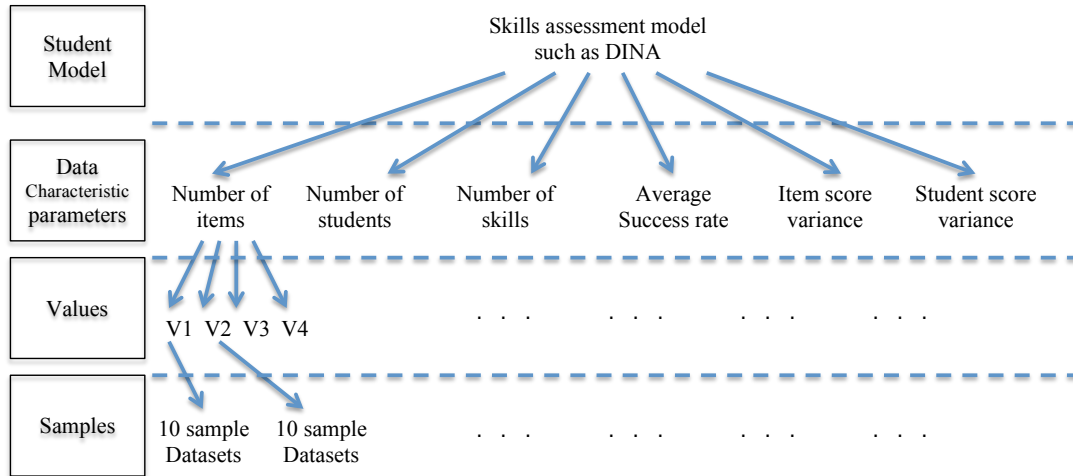 Student
Model
Skills assessment model
such as DINA
Data
Characteristic
parameters
Number of
items
Number of
students
Number of
skills
Average
Success rate
Item score
variance
Student score
variance
Values
V1 V2 V3 V4
. . . . . . . . . . . .
Samples
10 sample
Datasets
10 sample
Datasets
. . . . . . . . . . . .